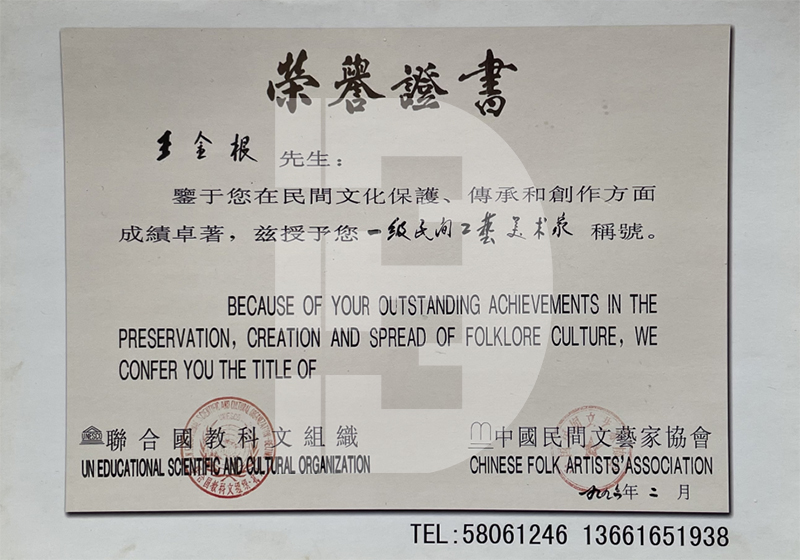 榮譽證書
王金根 先生：
鑒于您在民間文化保護、傳承和創作方面
成績卓著，兹授予您一級民间工藝美术家 稱號。
BECAUSE OF YOUR OUTSTANDING ACHIEVEMENTS IN THE
PRESERVATION, CREATION AND SPREAD OF FOLKLORE CULTURE, WE
CONFER YOU THE TITLE OF
UNESCO 聯合國教科文組織
中國民間文藝家協會
UN EDUCATIONAL SCIENTIFIC AND CULTURAL ORGANIZATION
CHINESE FOLK ARTISTS'ASSOCIATION
年二月
TEL:58061246 13661651938